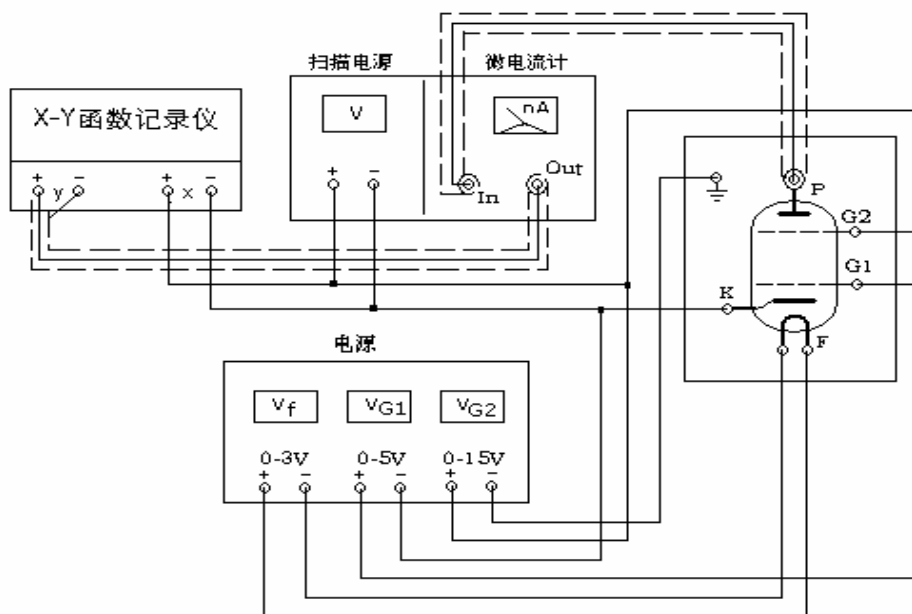 扫描电源
微电流计
X-Y函数记录仪
V
nA
+ - + -
y x
+ -
In
Out
P
G2
G1
K
F
电源
Vf
VG1
VG2
0-3V
0-5V
0-15V
+ - + - + -